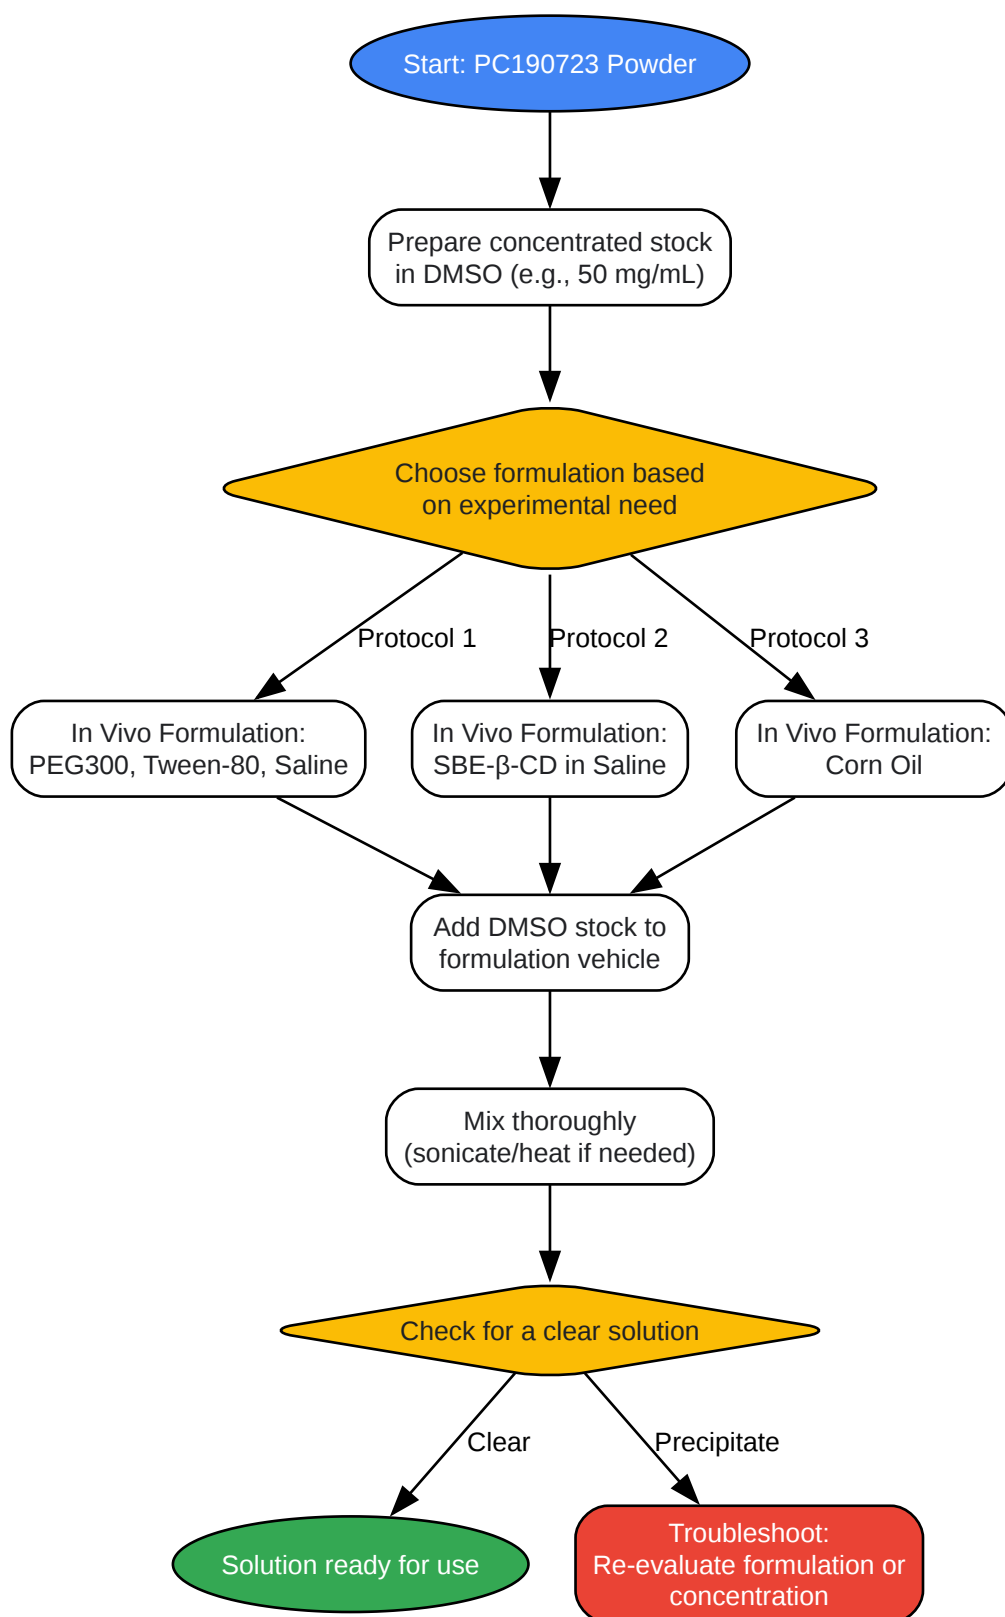 Start: PC190723 Powder
Prepare concentrated stock
in DMSO (e.g., 50 mg/mL)
Choose formulation based
on experimental need
Protocol 1
Protocol 2
Protocol 3
In Vivo Formulation:
PEG300, Tween-80, Saline
In Vivo Formulation:
SBE-β-CD in Saline
In Vivo Formulation:
Corn Oil
Add DMSO stock to
formulation vehicle
Mix thoroughly
(sonicate/heat if needed)
Check for a clear solution
Clear
Precipitate
Solution ready for use
Troubleshoot:
Re-evaluate formulation or
concentration